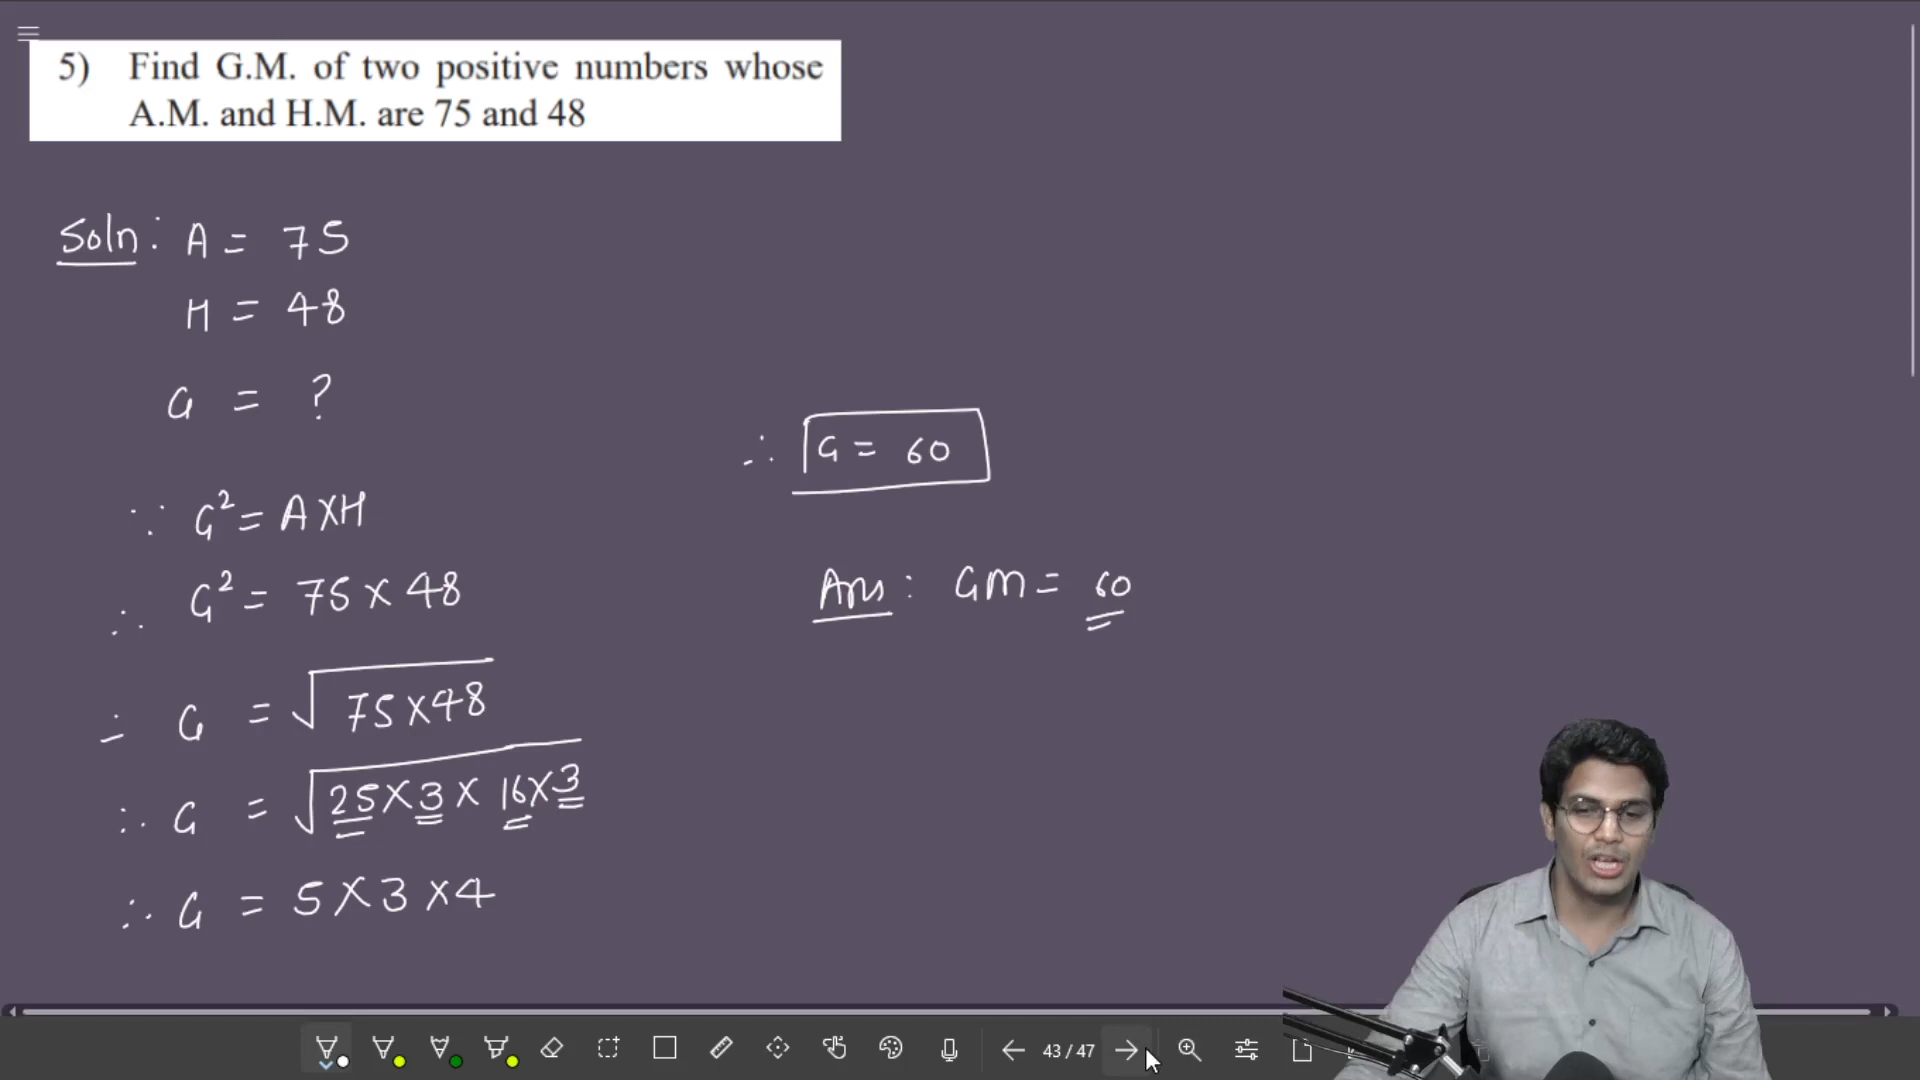 5) Find G.M. of two positive numbers whose
A.M. and H.M. are 75 and 48
Soln: A = 75
H = 48
G = ?
∵ G² = A×H
∴ G² = 75 × 48
∴ G = √75×48
∴ G = √25×3×16×3
∴ G = 5×3×4
∴ G = 60
Ans: GM = 60
43 / 47